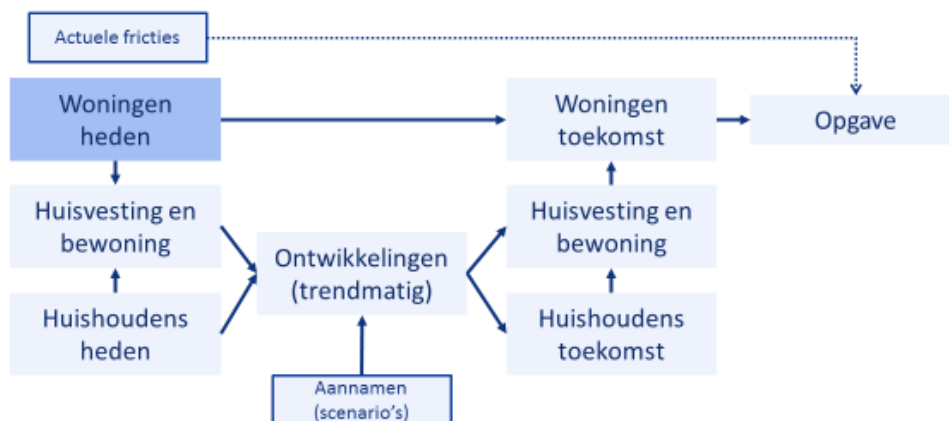 Actuele fricties
Woningen
heden
Woningen
toekomst
Opgave
Huisvesting en
bewoning
Huisvesting en
bewoning
Ontwikkelingen
(trendmatig)
Huishoudens
heden
Huishoudens
toekomst
Aannamen
(scenario's)